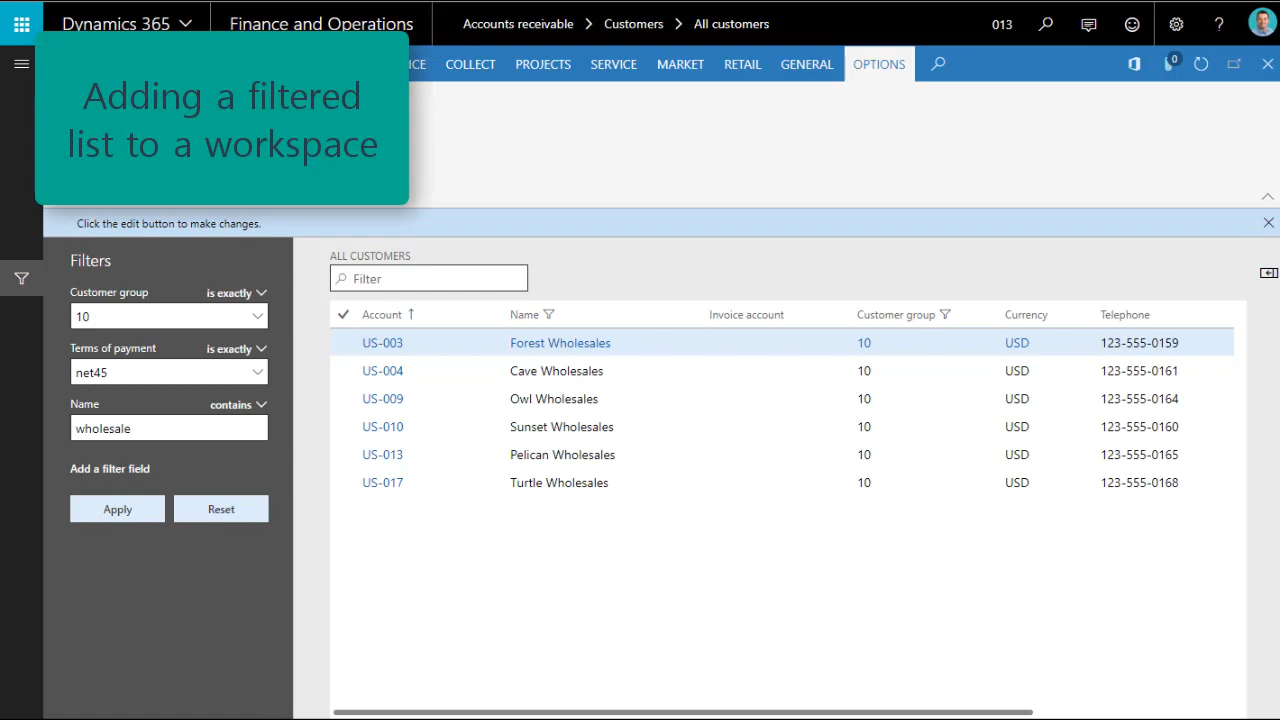 Dynamics 365 Finance and Operations Accounts receivable Customers All customers 013 ?
Adding a filtered
list to a workspace
CE COLLECT PROJECTS SERVICE MARKET RETAIL GENERAL OPTIONS 0
Click the edit button to make changes.
Filters
Customer group is exactly
10
Terms of payment is exactly
net45
Name contains
wholesale
Add a filter field
Apply Reset
ALL CUSTOMERS
Filter
Account Name Invoice account Customer group Currency Telephone
US-003 Forest Wholesales 10 USD 123-555-0159
US-004 Cave Wholesales 10 USD 123-555-0161
US-009 Owl Wholesales 10 USD 123-555-0164
US-010 Sunset Wholesales 10 USD 123-555-0160
US-013 Pelican Wholesales 10 USD 123-555-0165
US-017 Turtle Wholesales 10 USD 123-555-0168